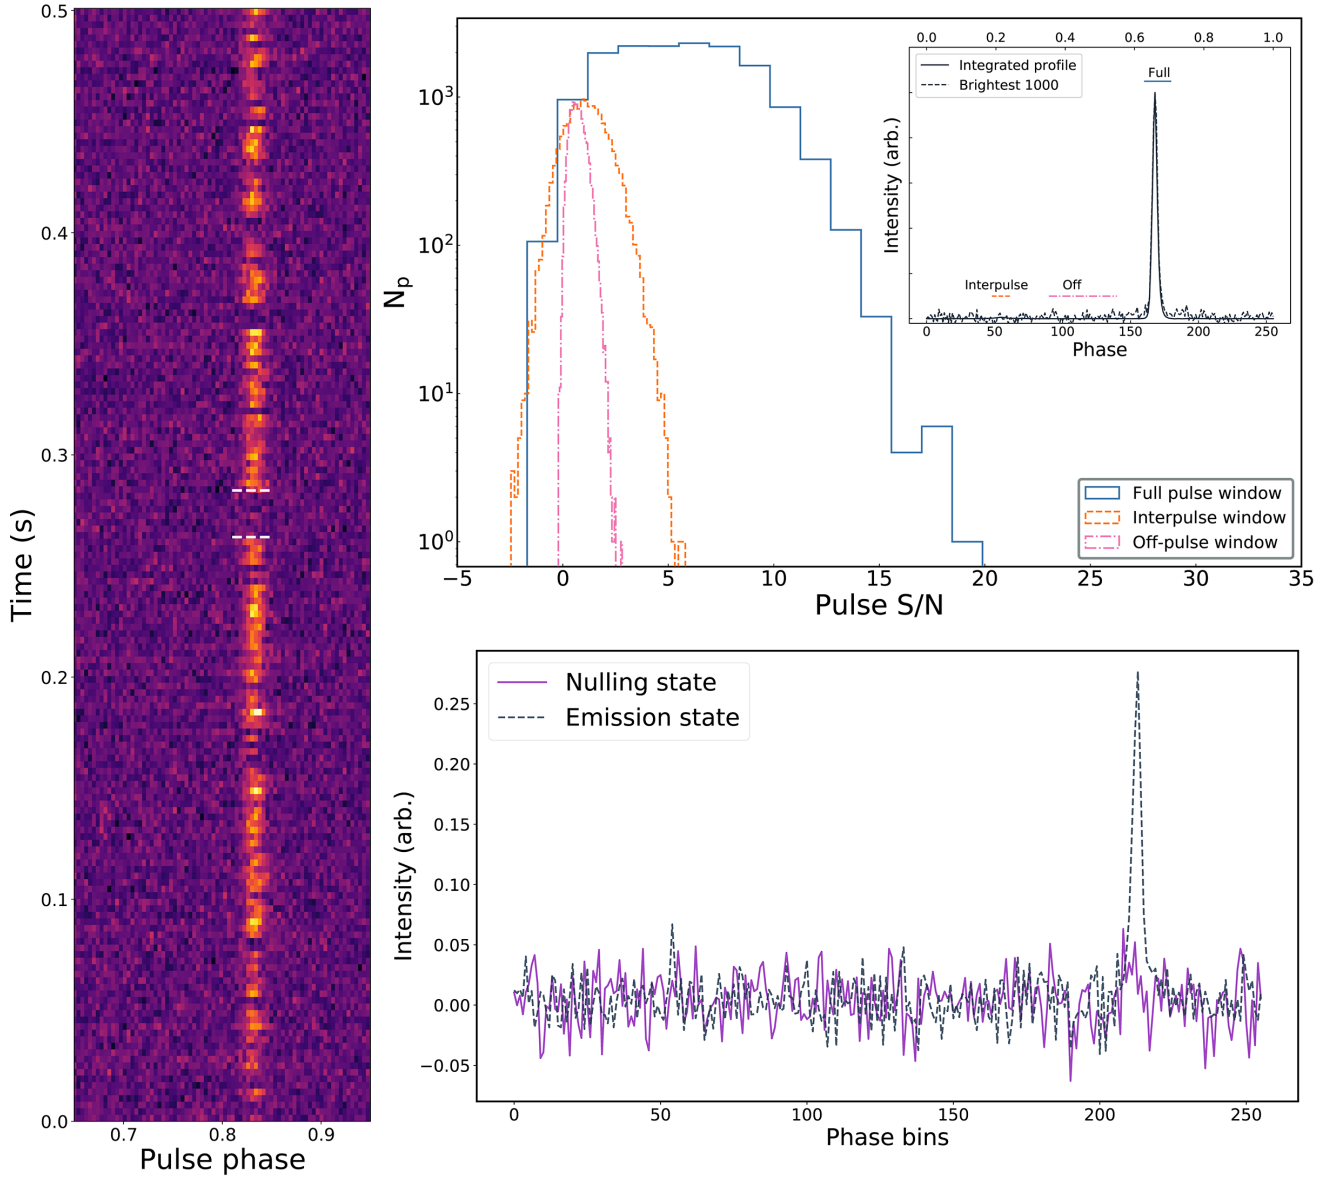 0.5
0.4
0.3
0.2
0.1
0.0
Time (s)
0.7 0.8 0.9
Pulse phase
10³
10²
10¹
10⁰
Nₚ
−5 0 5 10 15 20 25 30 35
Pulse S/N
Full pulse window
Interpulse window
Off-pulse window
0.0 0.2 0.4 0.6 0.8 1.0
Integrated profile
Brightest 1000
Full
Interpulse Off
Intensity (arb.)
0 50 100 150 200 250
Phase
Nulling state
Emission state
0.25
0.20
0.15
0.10
0.05
0.00
−0.05
Intensity (arb.)
0 50 100 150 200 250
Phase bins